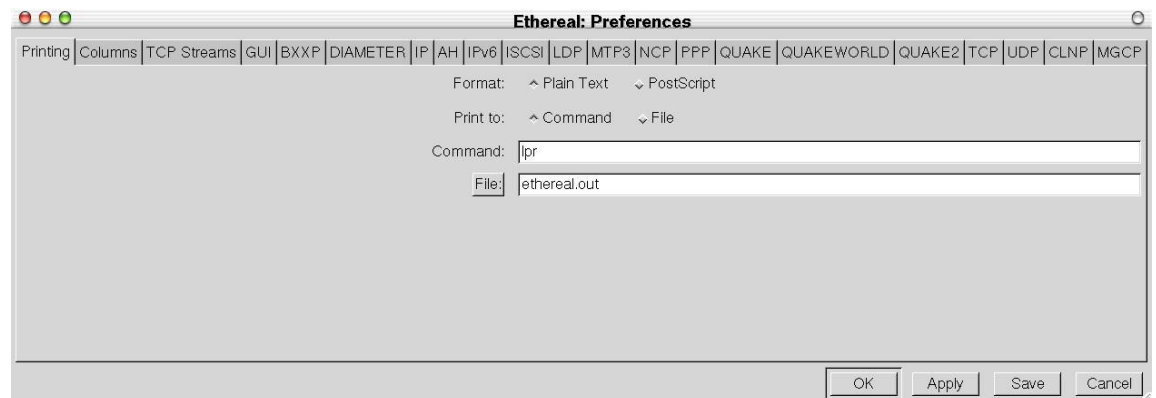 Ethereal: Preferences
Printing Columns TCP Streams GUI BXXP DIAMETER IP AH IPv6 ISCSI LDP MTP3 NCP PPP QUAKE QUAKEWORLD QUAKE2 TCP UDP CLNP MGCP
Format: Plain Text PostScript
Print to: Command File
Command: lpr
File: ethereal.out
OK Apply Save Cancel